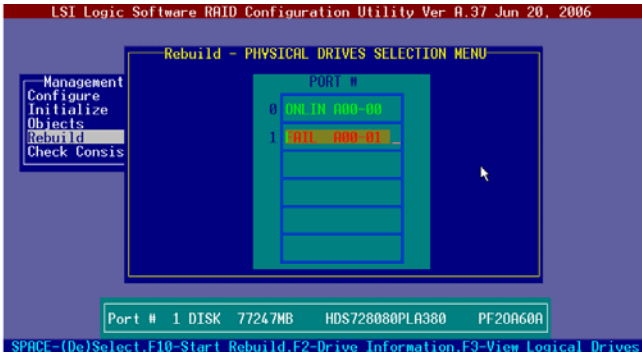 LSI Logic Software RAID Configuration Utility Ver A.37 Jun 20, 2006
Rebuild - PHYSICAL DRIVES SELECTION MENU
Management
Configure
Initialize
Objects
Rebuild
Check Consis
PORT #
0 ONLIN A00-00
1 FAIL A00-01 _
Port # 1 DISK 77247MB HDS728080PLA380 PF2OA60A
SPACE-(De)Select,F10-Start Rebuild,F2-Drive Information,F3-View Logical Drives